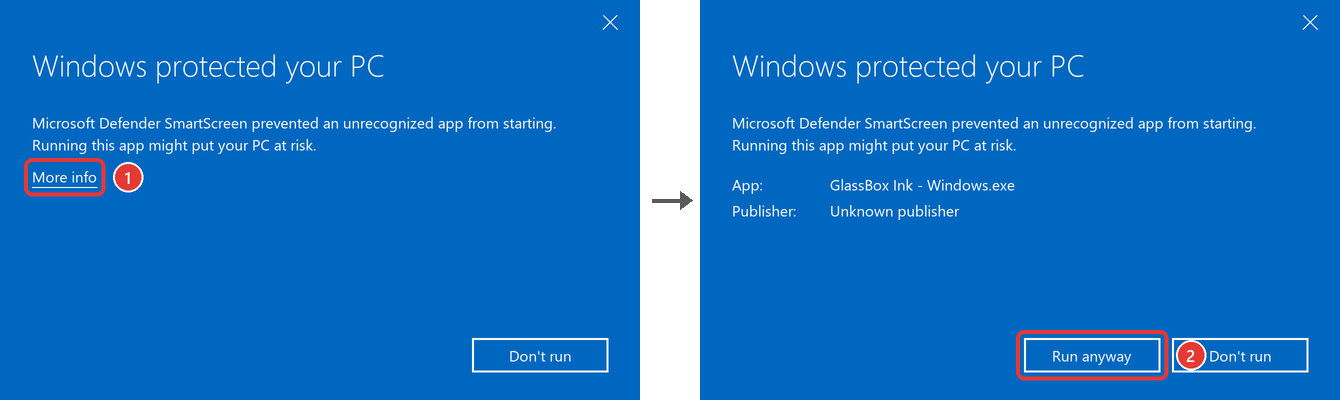 Windows protected your PC
Microsoft Defender SmartScreen prevented an unrecognized app from starting.
Running this app might put your PC at risk.
More info
1
Don't run
Windows protected your PC
Microsoft Defender SmartScreen prevented an unrecognized app from starting.
Running this app might put your PC at risk.
App: GlassBox Ink - Windows.exe
Publisher: Unknown publisher
Run anyway
2
Don't run